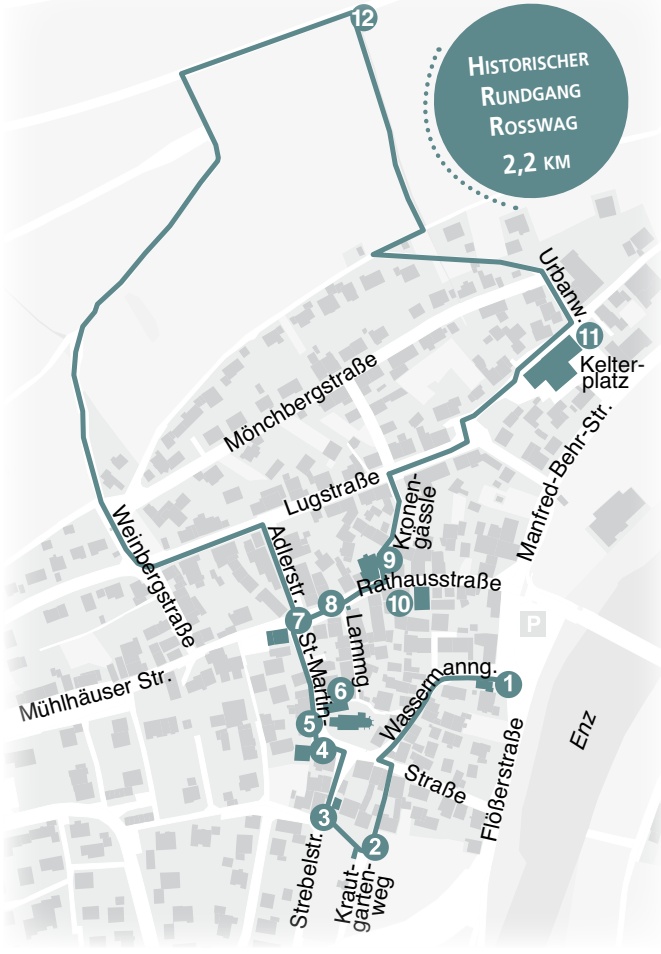 12
HISTORISCHER
RUNDGANG
ROSSWAG
2,2 KM
Urbanw.
11
Kelter-
platz
Mönchbergstraße
Manfred-Behr-Str.
Lugstraße
Kronen-
gässle
Weinbergstraße
Adlerstr.
9
Rathausstraße
10
8
7
P
Lammg.
St-Martin-
Mühlhäuser Str.
6
1
Wassermanng.
5
Enz
4
Straße
Flößerstraße
3
2
Strebelstr.
Kraut-
garten-
weg